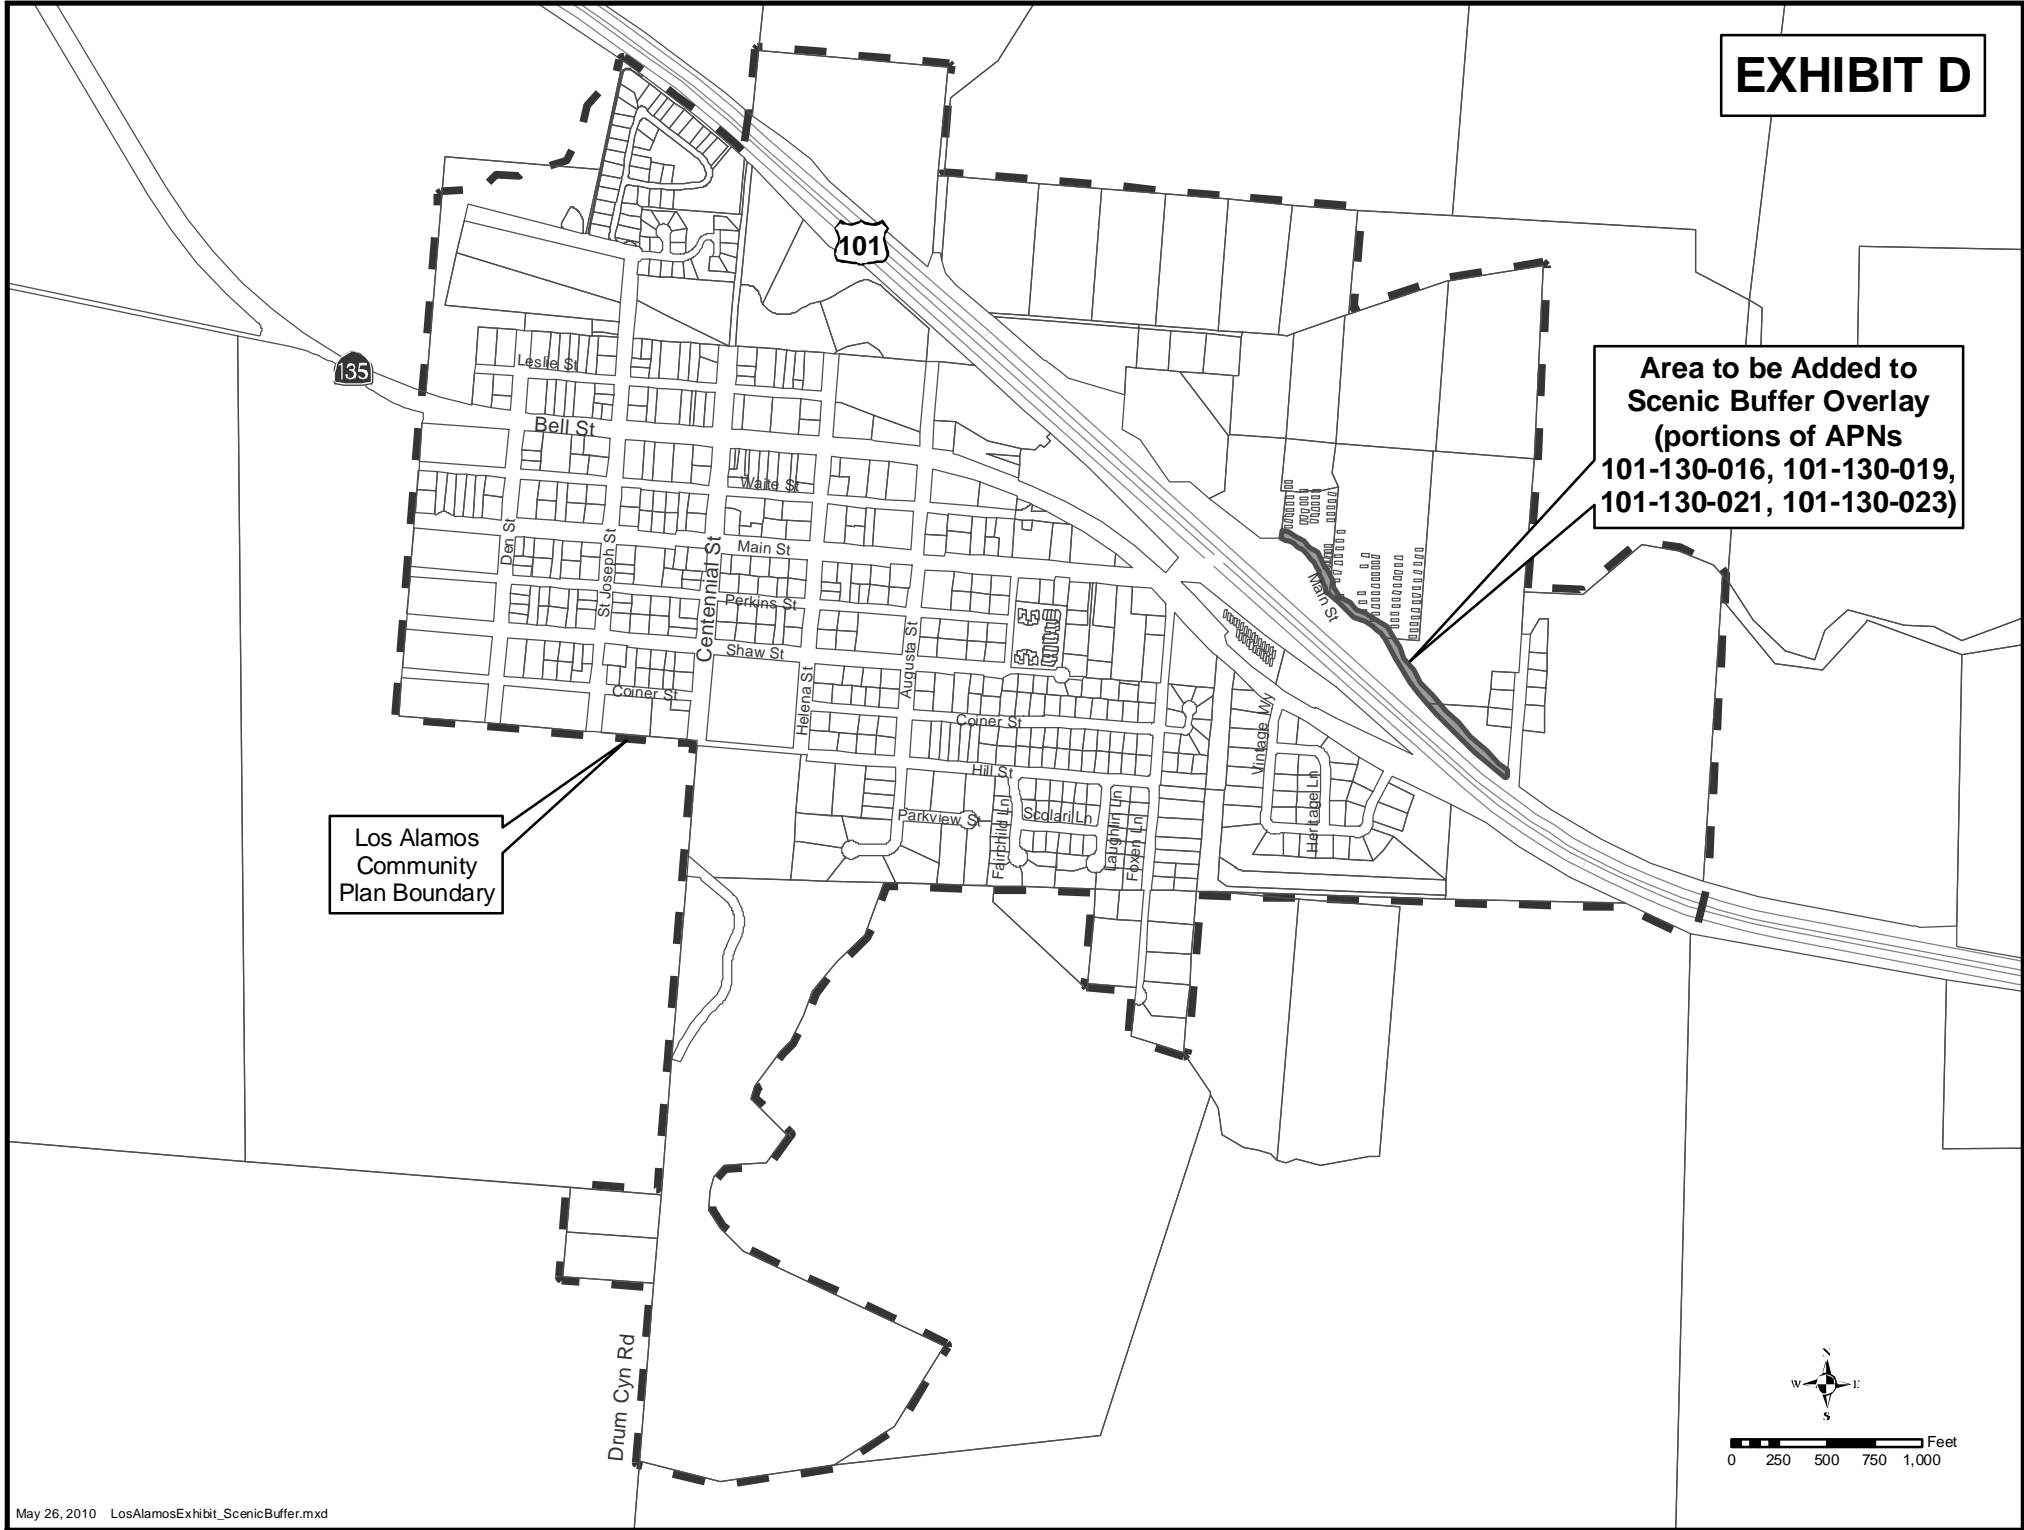 EXHIBIT D
101
135
Area to be Added to
Scenic Buffer Overlay
(portions of APNs
101-130-016, 101-130-019,
101-130-021, 101-130-023)
Leslie St
Bell St
Waite St
Den St
St Joseph St
Centennial St
Main St
Main St
Perkins St
Shaw St
Augusta St
Helena St
Coiner St
Coiner St
Vintage Wy
Hill St
Heritage Ln
Parkview St
Fairchild Ln
Scolari Ln
Laughlin Ln
Foxen Ln
Los Alamos
Community
Plan Boundary
Drum Cyn Rd
N
W
E
S
Feet
0 250 500 750 1,000
May 26, 2010 LosAlamosExhibit_ScenicBuffer.mxd